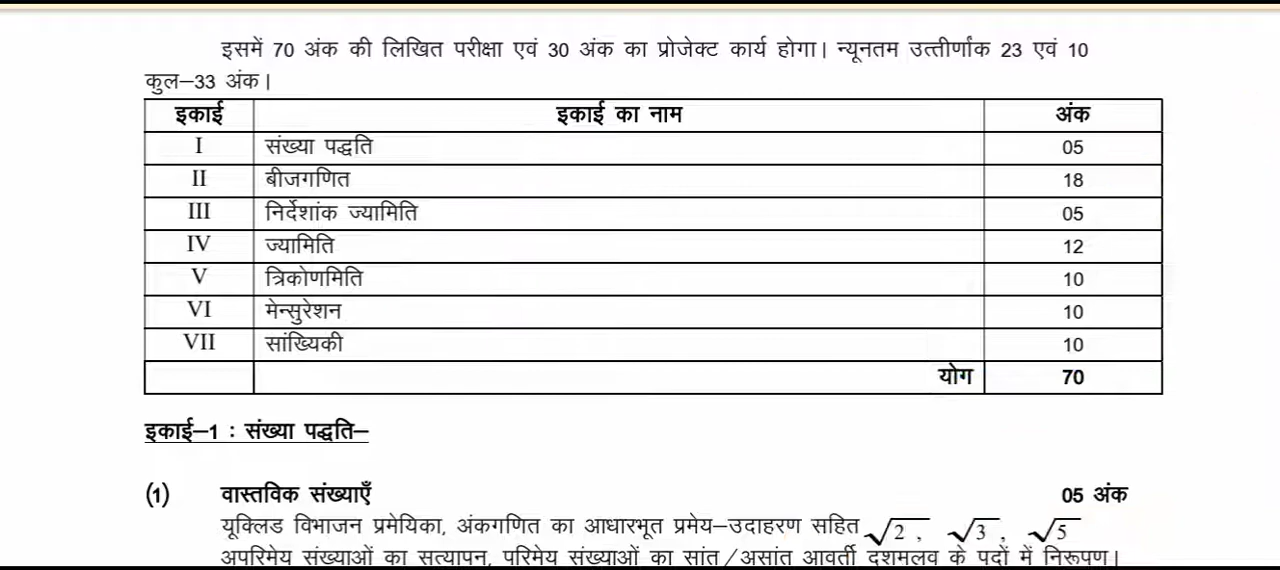 इसमें 70 अंक की लिखित परीक्षा एवं 30 अंक का प्रोजेक्ट कार्य होगा। न्यूनतम उत्तीर्णांक 23 एवं 10
कुल–33 अंक।
इकाई इकाई का नाम अंक
I संख्या पद्धति 05
II बीजगणित 18
III निर्देशांक ज्यामिति 05
IV ज्यामिति 12
V त्रिकोणमिति 10
VI मेन्सुरेशन 10
VII सांख्यिकी 10
योग 70
इकाई–1 : संख्या पद्धति–
(1) वास्तविक संख्याएँ 05 अंक
यूक्लिड विभाजन प्रमेयिका, अंकगणित का आधारभूत प्रमेय–उदाहरण सहित √2 , √3 , √5
अपरिमेय संख्याओं का सत्यापन, परिमेय संख्याओं का सांत/असांत आवर्ती दशमलव के पदों में निरूपण।